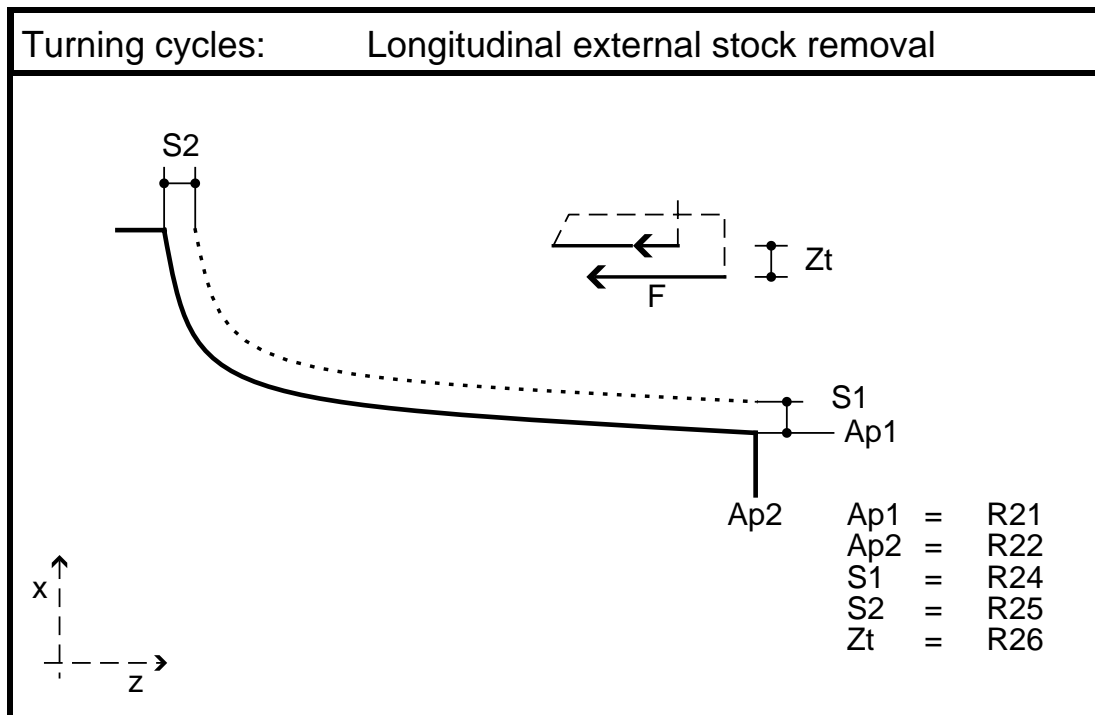 Turning cycles: Longitudinal external stock removal
S2
Zt
F
S1
Ap1
Ap2
Ap1 = R21
Ap2 = R22
S1 = R24
S2 = R25
Zt = R26
x
z